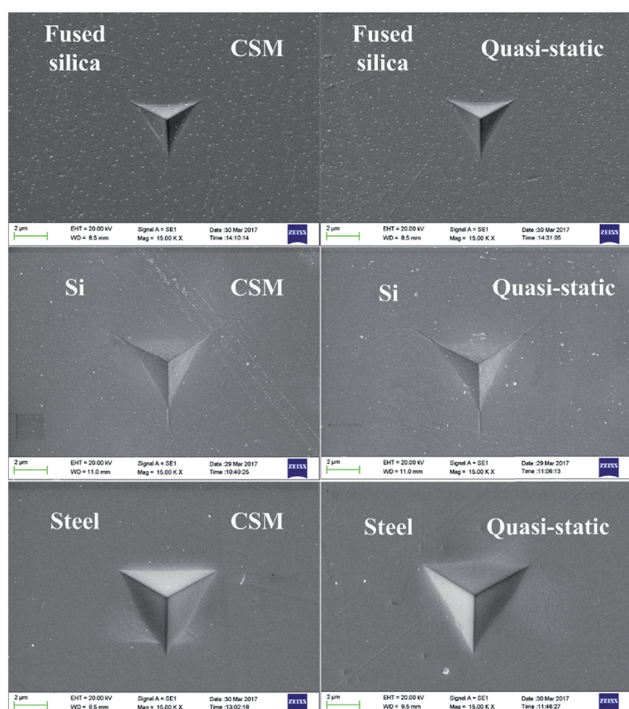 Fused silica
CSM
2 µm
EHT = 20.00 kV
Signal A = SE1
Date :30 Mar 2017
WD = 8.5 mm
Mag = 15.00 K X
Time :14:10:14
ZEISS
Fused silica
Quasi-static
2 µm
EHT = 20.00 kV
Signal A = SE1
Date :30 Mar 2017
WD = 8.5 mm
Mag = 15.00 K X
Time :14:31:05
ZEISS
Si
CSM
2 µm
EHT = 20.00 kV
Signal A = SE1
Date :29 Mar 2017
WD = 11.0 mm
Mag = 15.00 K X
Time :10:49:25
ZEISS
Si
Quasi-static
2 µm
EHT = 20.00 kV
Signal A = SE1
Date :29 Mar 2017
WD = 11.0 mm
Mag = 15.00 K X
Time :11:06:13
ZEISS
Steel
CSM
2 µm
EHT = 20.00 kV
Signal A = SE1
Date :30 Mar 2017
WD = 9.5 mm
Mag = 15.00 K X
Time :13:02:18
ZEISS
Steel
Quasi-static
2 µm
EHT = 20.00 kV
Signal A = SE1
Date :30 Mar 2017
WD = 9.5 mm
Mag = 15.00 K X
Time :11:46:27
ZEISS